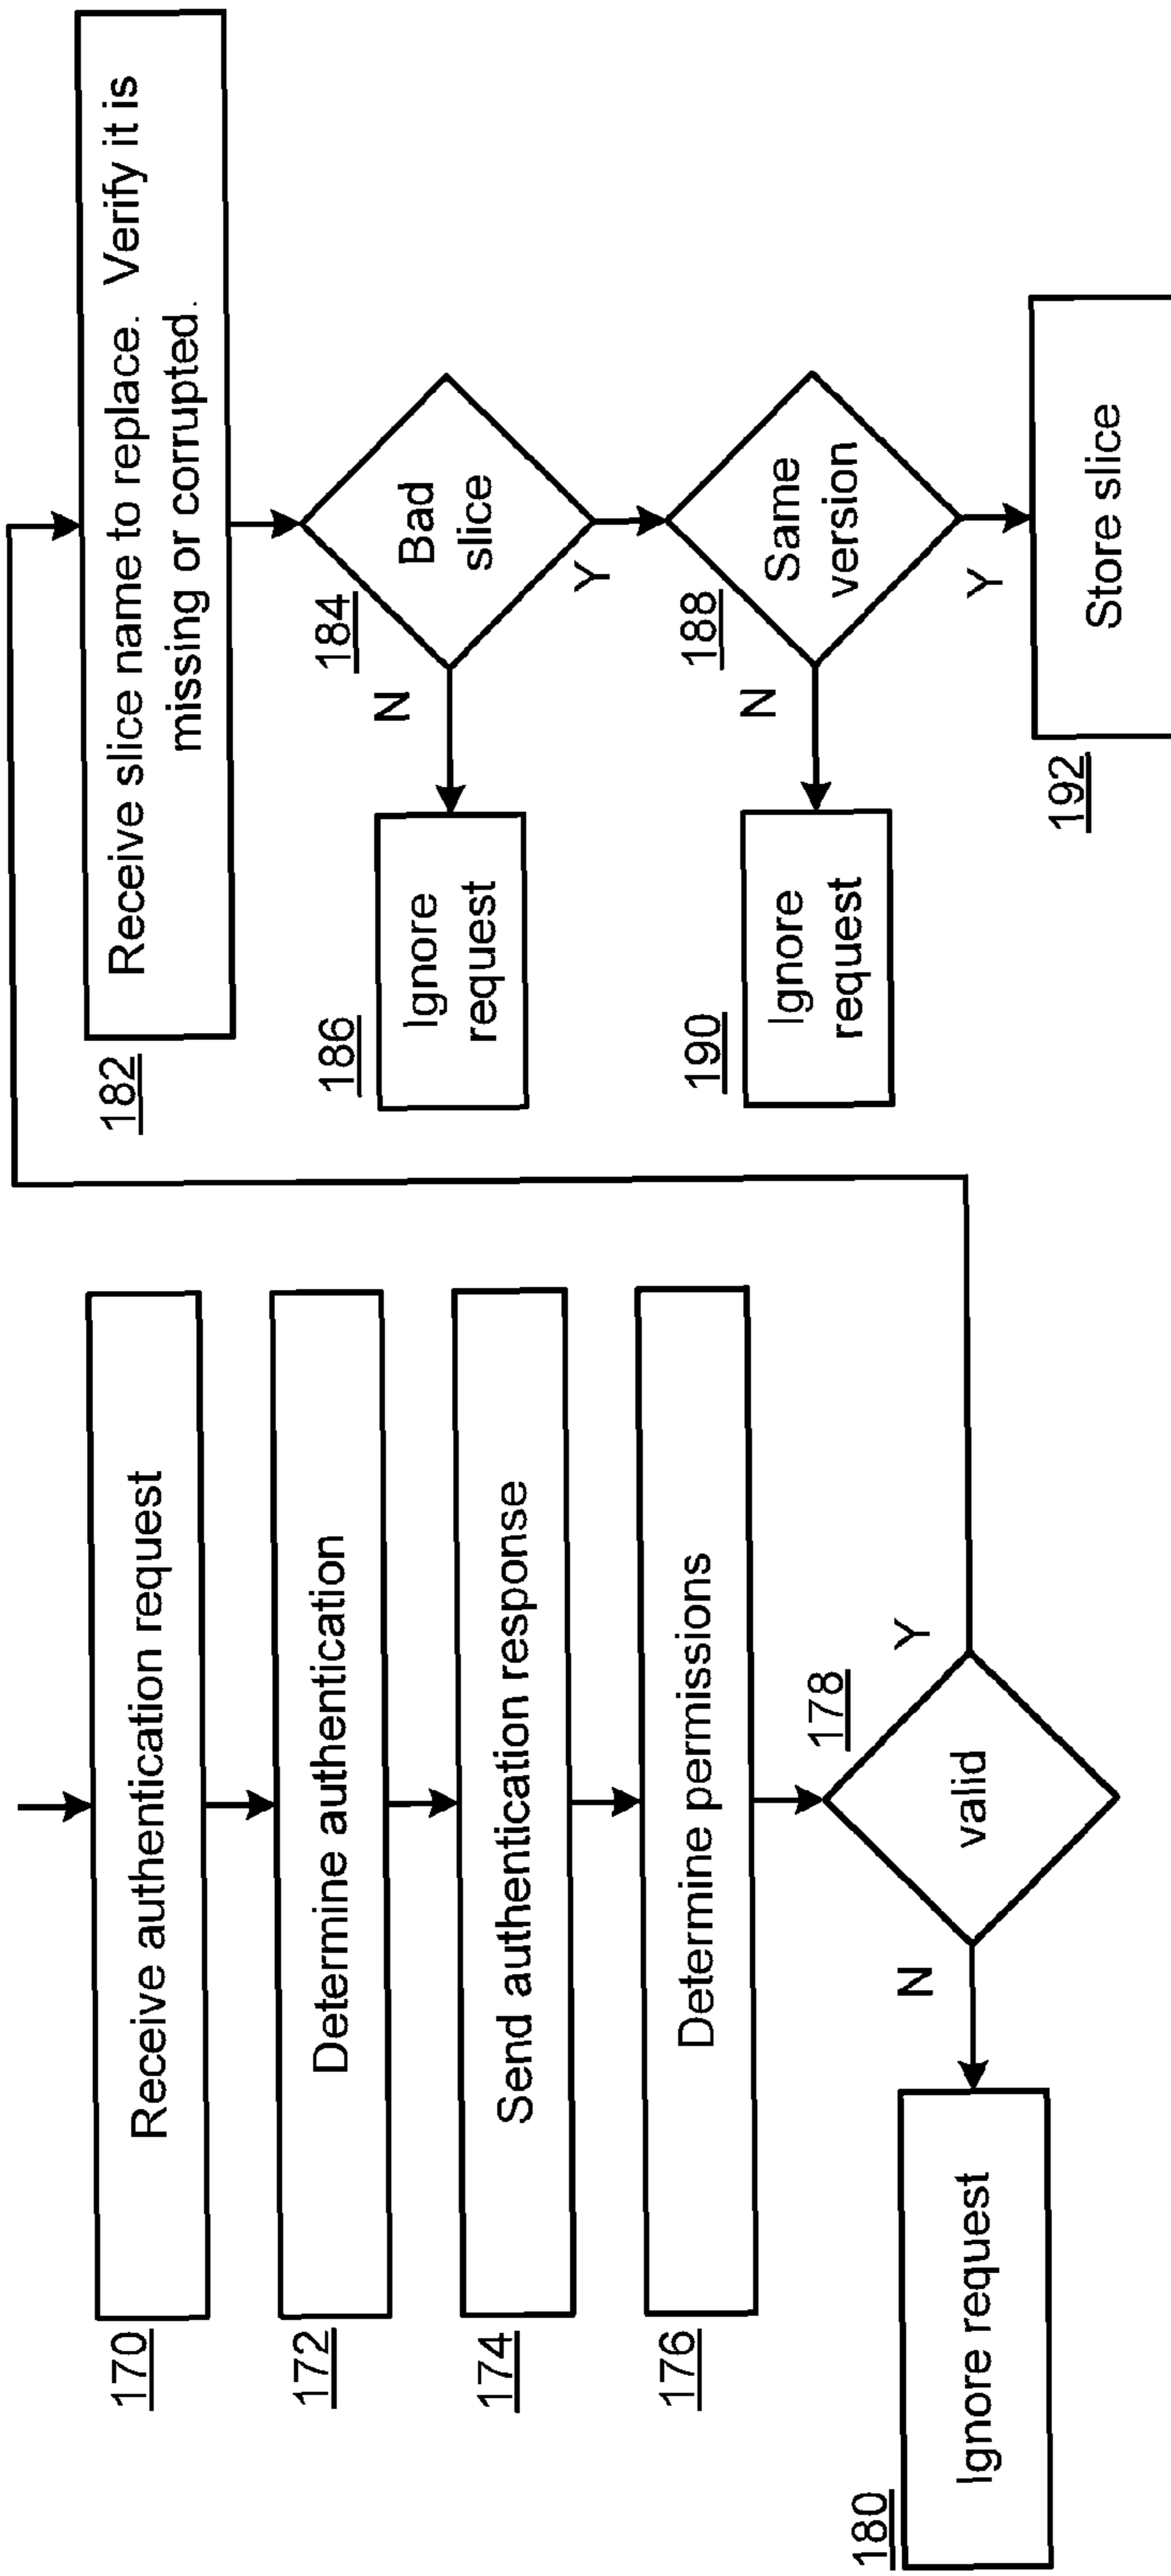 170
Receive authentication request
172
Determine authentication
174
Send authentication response
176
Determine permissions
178
valid
N
Y
180
Ignore request
182
Receive slice name to replace. Verify it is
missing or corrupted.
184
Bad
slice
N
Y
186
Ignore
request
188
Same
version
N
Y
190
Ignore
request
192
Store slice